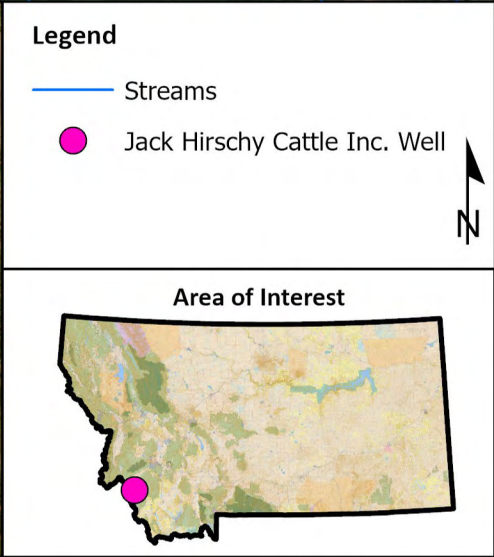 Legend
Streams
Jack Hirschy Cattle Inc. Well
N
Area of Interest